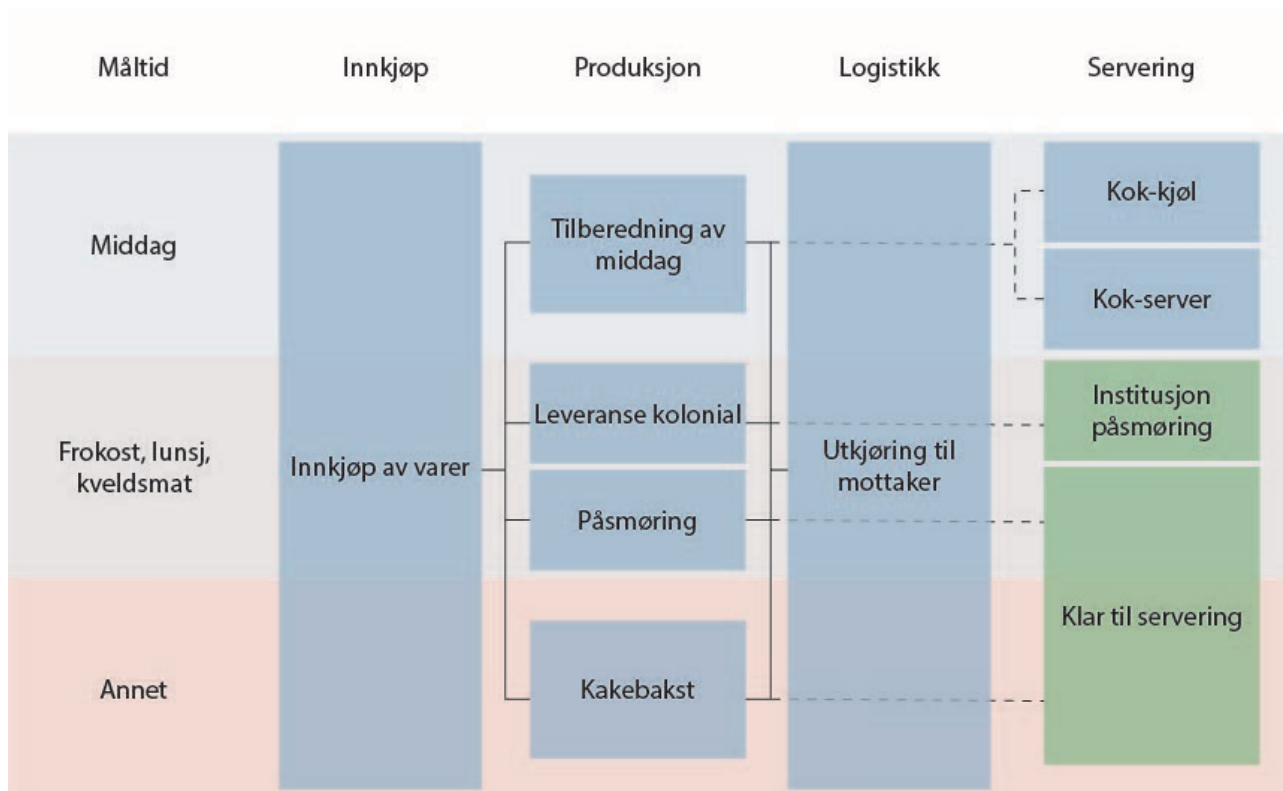 Måltid
Innkjøp
Produksjon
Logistikk
Servering
Middag
Tilberedning av
middag
Kok-kjøl
Kok-server
Frokost, lunsj,
kveldsmat
Innkjøp av varer
Leveranse kolonial
Påsmøring
Utkjøring til
mottaker
Institusjon
påsmøring
Klar til servering
Annet
Kakebakst